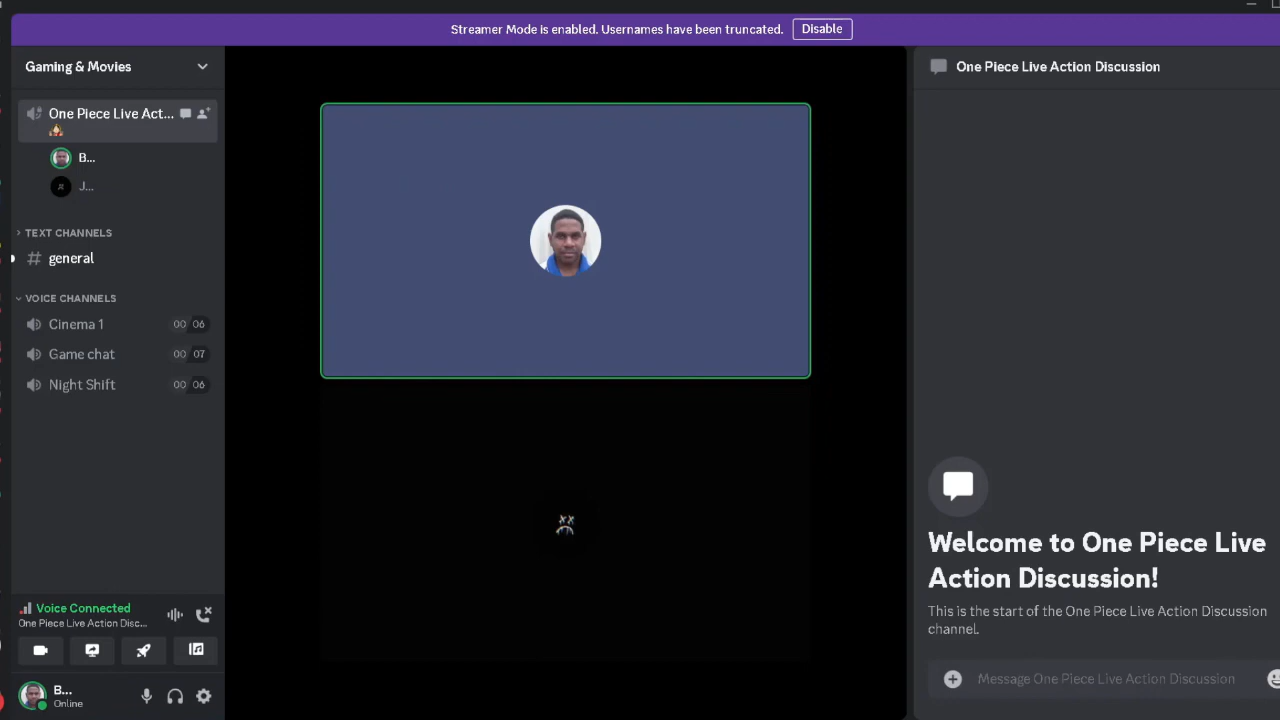 Streamer Mode is enabled. Usernames have been truncated.
Disable
Gaming & Movies
One Piece Live Act...
B...
J...
TEXT CHANNELS
general
VOICE CHANNELS
Cinema 1 00 06
Game chat 00 07
Night Shift 00 06
Voice Connected
One Piece Live Action Disc...
B...
Online
One Piece Live Action Discussion
Welcome to One Piece Live
Action Discussion!
This is the start of the One Piece Live Action Discussion
channel.
Message One Piece Live Action Discussion